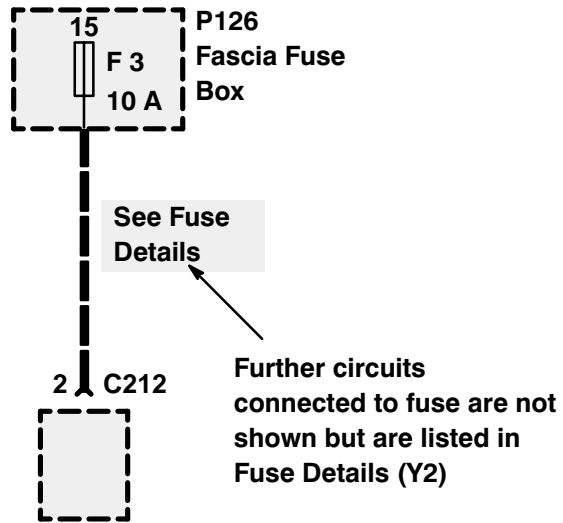 15
F 3
10 A
P126
Fascia Fuse
Box
See Fuse
Details
2 C212
Further circuits
connected to fuse are not
shown but are listed in
Fuse Details (Y2)